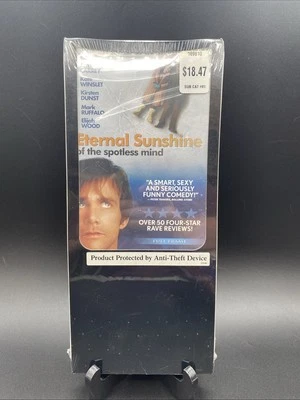 WINSLET
KIRSTEN
DUNST
MARK
RUFFALO
Elijah
WOOD
$18.47
Eternal Sunshine
of the spotless mind
"A SMART, SEXY
AND SERIOUSLY
FUNNY COMEDY!"
OVER 50 FOUR-STAR
RAVE REVIEWS!
Product Protected by Anti-Theft Device